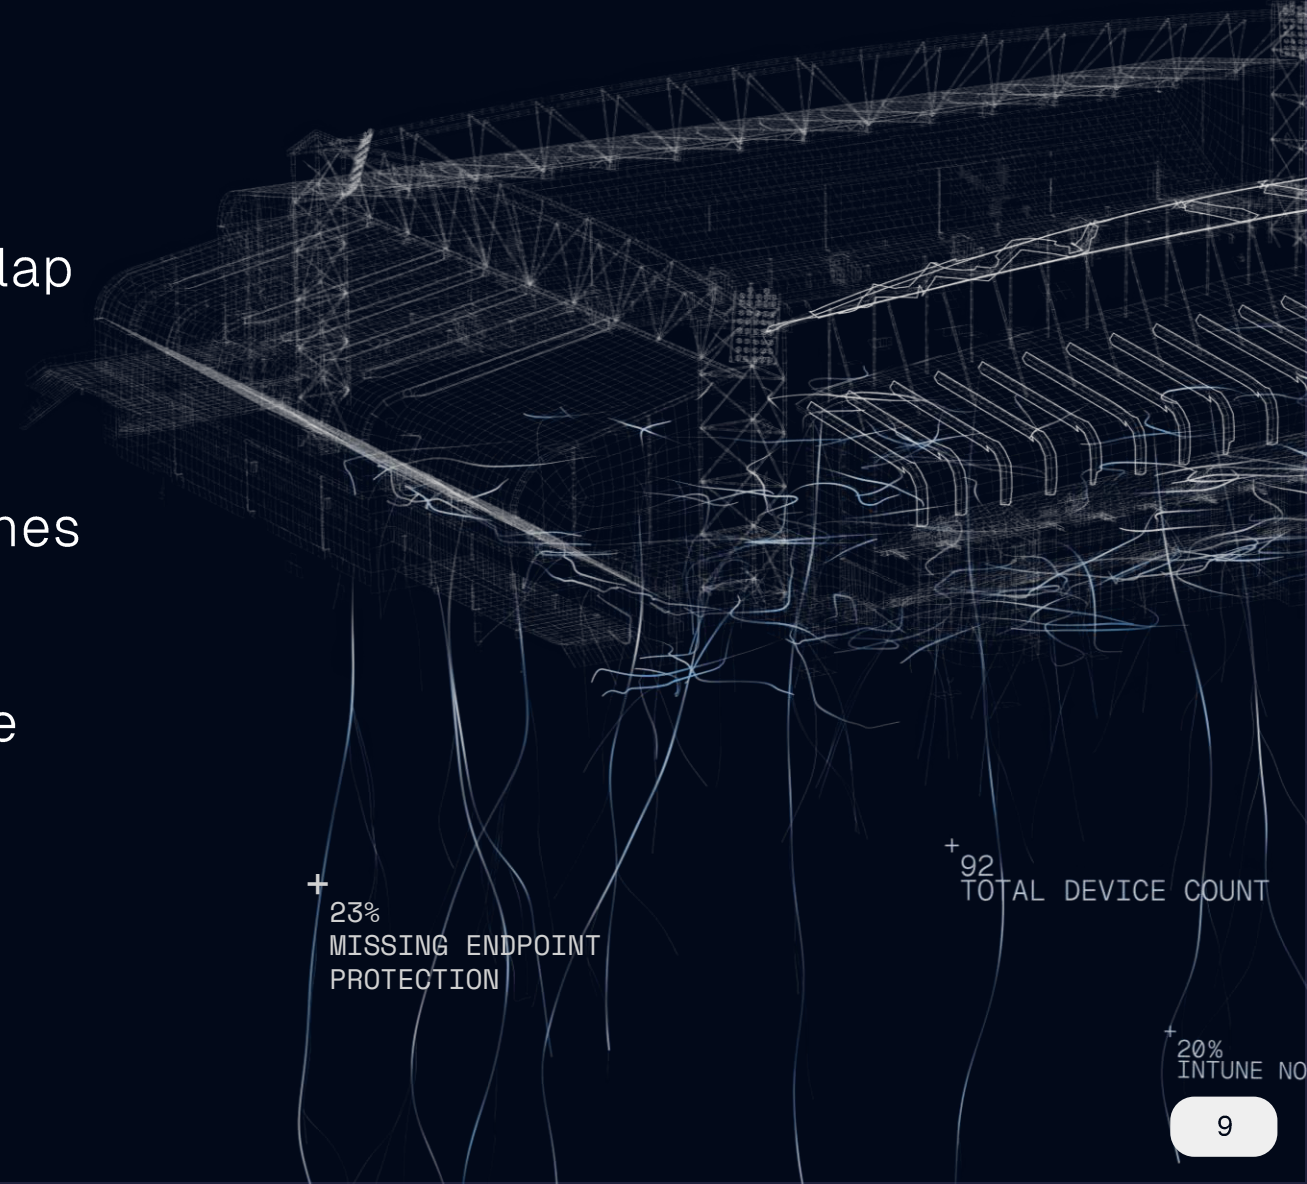 lap
nes
e
92
TOTAL DEVICE COUNT
23%
MISSING ENDPOINT
PROTECTION
20%
INTUNE NO
9